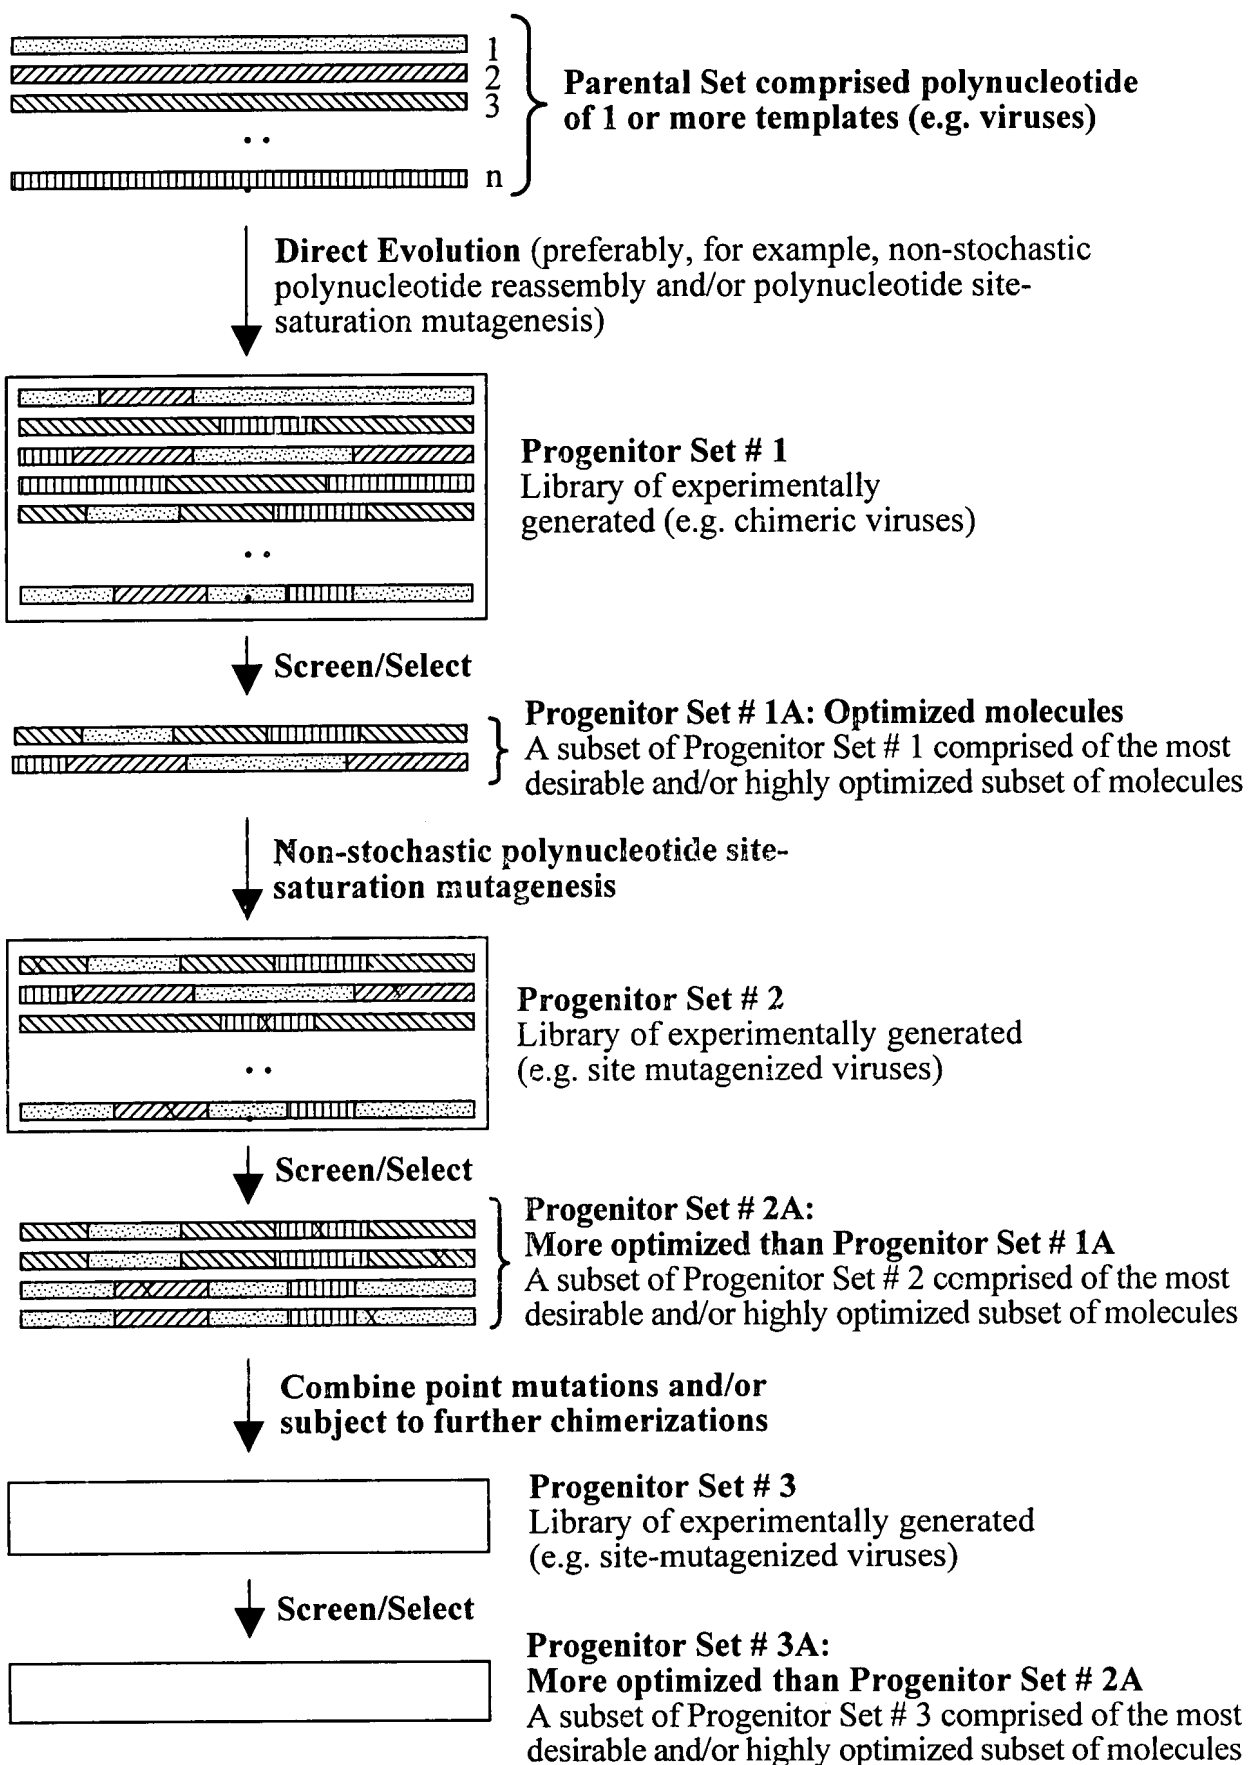 1
2
3
n
Parental Set comprised polynucleotide
of 1 or more templates (e.g. viruses)
Direct Evolution (preferably, for example, non-stochastic
polynucleotide reassembly and/or polynucleotide site-
saturation mutagenesis)
Progenitor Set # 1
Library of experimentally
generated (e.g. chimeric viruses)
Screen/Select
Progenitor Set # 1A: Optimized molecules
A subset of Progenitor Set # 1 comprised of the most
desirable and/or highly optimized subset of molecules
Non-stochastic polynucleotide site-
saturation mutagenesis
Progenitor Set # 2
Library of experimentally generated
(e.g. site mutagenized viruses)
Screen/Select
Progenitor Set # 2A:
More optimized than Progenitor Set # 1A
A subset of Progenitor Set # 2 comprised of the most
desirable and/or highly optimized subset of molecules
Combine point mutations and/or
subject to further chimerizations
Progenitor Set # 3
Library of experimentally generated
(e.g. site-mutagenized viruses)
Screen/Select
Progenitor Set # 3A:
More optimized than Progenitor Set # 2A
A subset of Progenitor Set # 3 comprised of the most
desirable and/or highly optimized subset of molecules